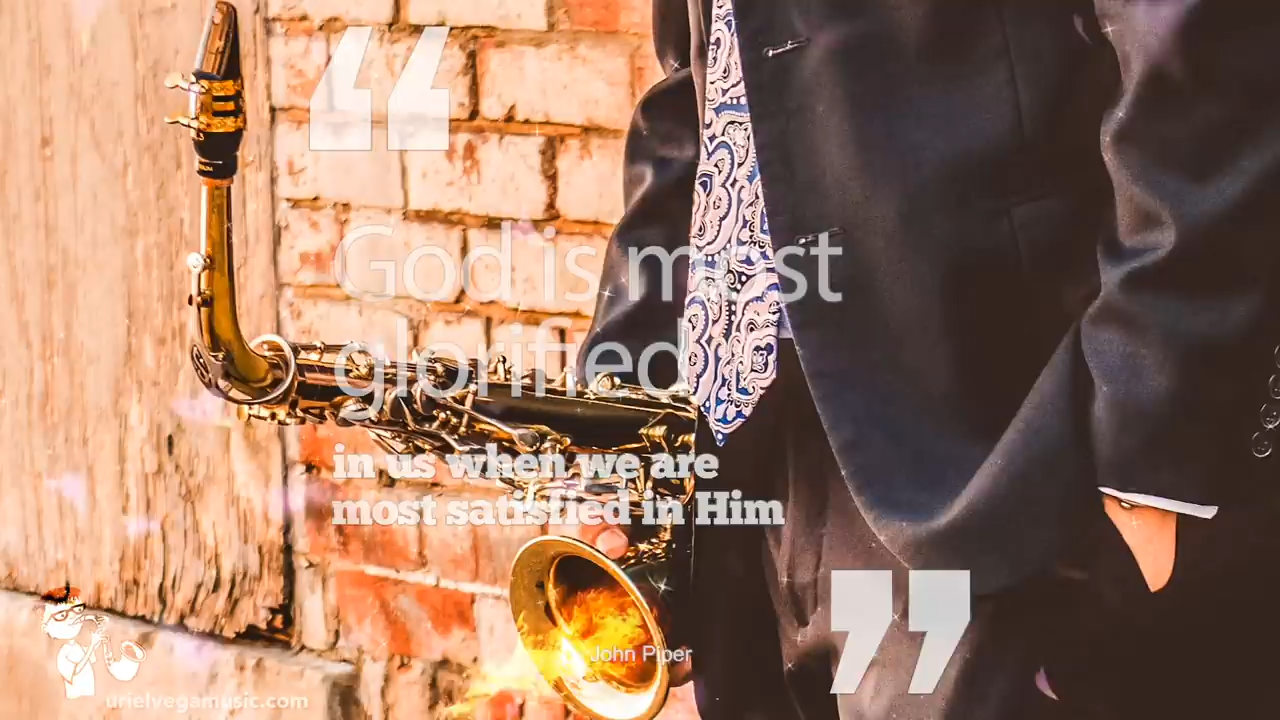 “
God is most
glorified
in us when we are
most satisfied in Him
”
John Piper
urielvegamusic.com